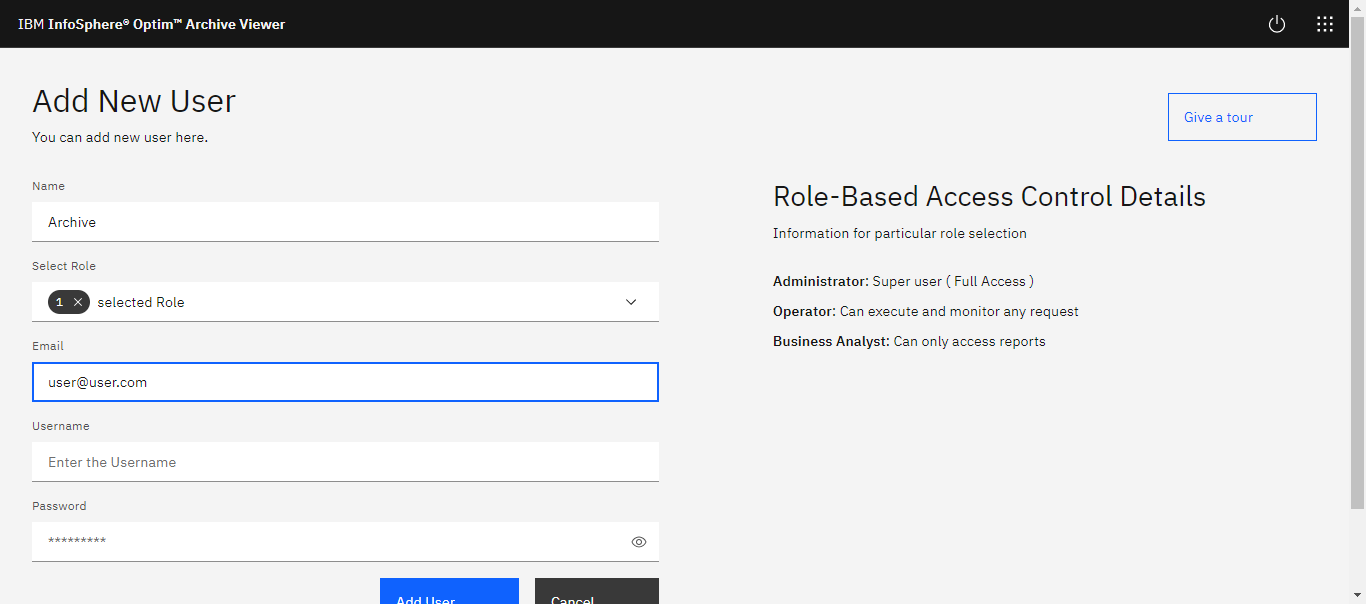 IBM InfoSphere® Optim™ Archive Viewer
Add New User
You can add new user here.
Give a tour
Name
Archive
Select Role
1 × selected Role
Email
user@user.com
Username
Enter the Username
Password
*********
Add User
Cancel
Role-Based Access Control Details
Information for particular role selection
Administrator: Super user ( Full Access )
Operator: Can execute and monitor any request
Business Analyst: Can only access reports